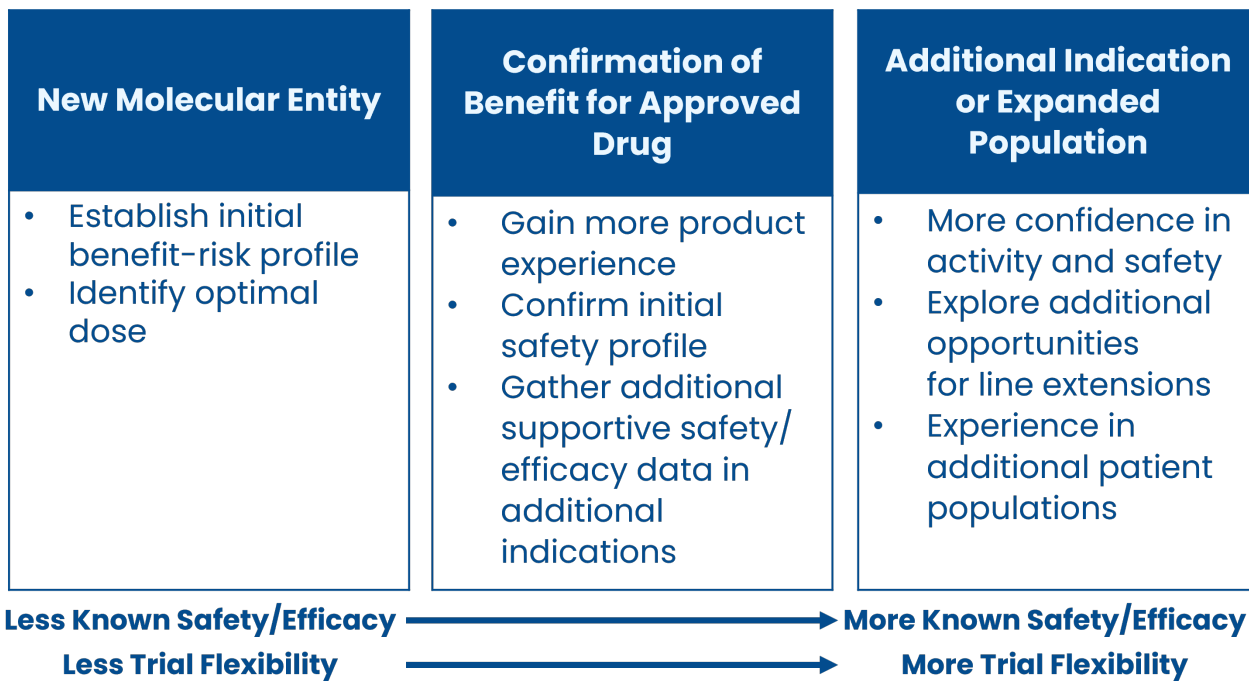 New Molecular Entity
• Establish initial
benefit-risk profile
• Identify optimal
dose
Confirmation of
Benefit for Approved
Drug
• Gain more product
experience
• Confirm initial
safety profile
• Gather additional
supportive safety/
efficacy data in
additional
indications
Additional Indication
or Expanded
Population
• More confidence in
activity and safety
• Explore additional
opportunities
for line extensions
• Experience in
additional patient
populations
Less Known Safety/Efficacy
More Known Safety/Efficacy
Less Trial Flexibility
More Trial Flexibility